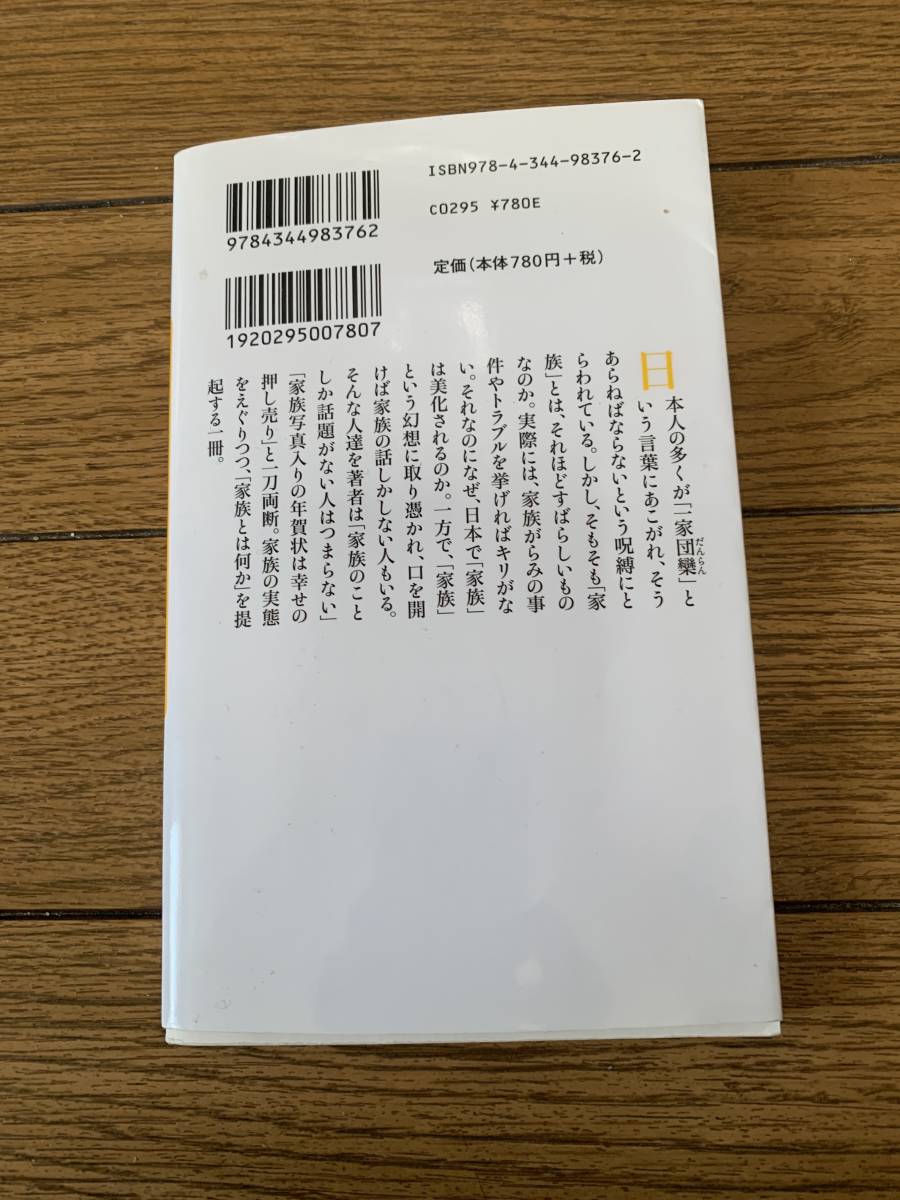 ISBN978-4-344-98376-2
C0295 ¥780E
定価(本体780円+税)
9784344983762
1920295007807
日本人の多くが「一家団欒」と
だんらん
いう言葉にあこがれ、そう
あらねばならないという呪縛にと
らわれている。しかし、そもそも「家
族」とは、それほどすばらしいもの
なのか。実際には、家族がらみの事
件やトラブルを挙げればキリがな
い。それなのになぜ、日本で「家族」
は美化されるのか。一方で、「家族」
という幻想に取り憑かれ、口を開
けば家族の話しかしない人もいる。
そんな人達を著者は「家族のこと
しか話題がない人はつまらない」
「家族写真入りの年賀状は幸せの
押し売り」と一刀両断。家族の実態
をえぐりつつ、「家族とは何か」を提
起する一冊。